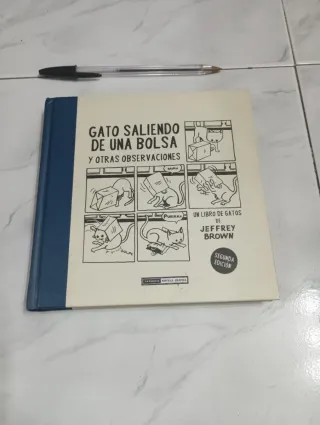 GATO SALIENDO
DE UNA BOLSA
Y OTRAS OBSERVACIONES
UN LIBRO DE GATOS
DE
JEFFREY
BROWN
SEGUNDA
EDICIÓN